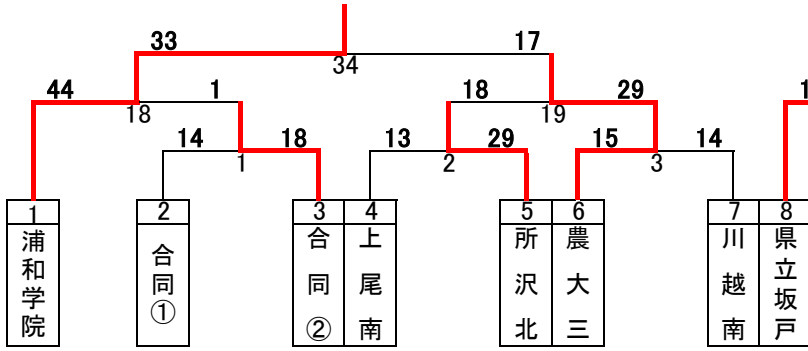 33 17
34
44 1 18 29 1
18 19
14 18 13 29 15 14
1 2 3
1 2 3 4 5 6 7 8
浦和学院
合同①
合同②
上尾南
所沢北
農大三
川越南
県立坂戸